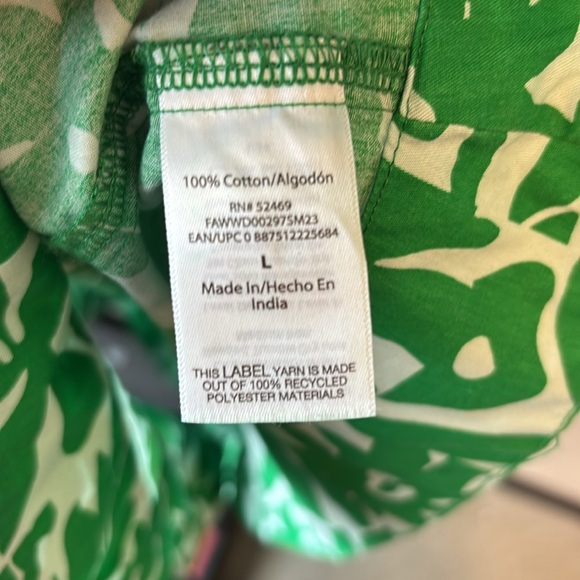 100% Cotton/Algodón
RN# 52469
FAWWD00297SM23
EAN/UPC 0 887512225684
L
Made In/Hecho En
India
THIS LABEL YARN IS MADE
OUT OF 100% RECYCLED
POLYESTER MATERIALS